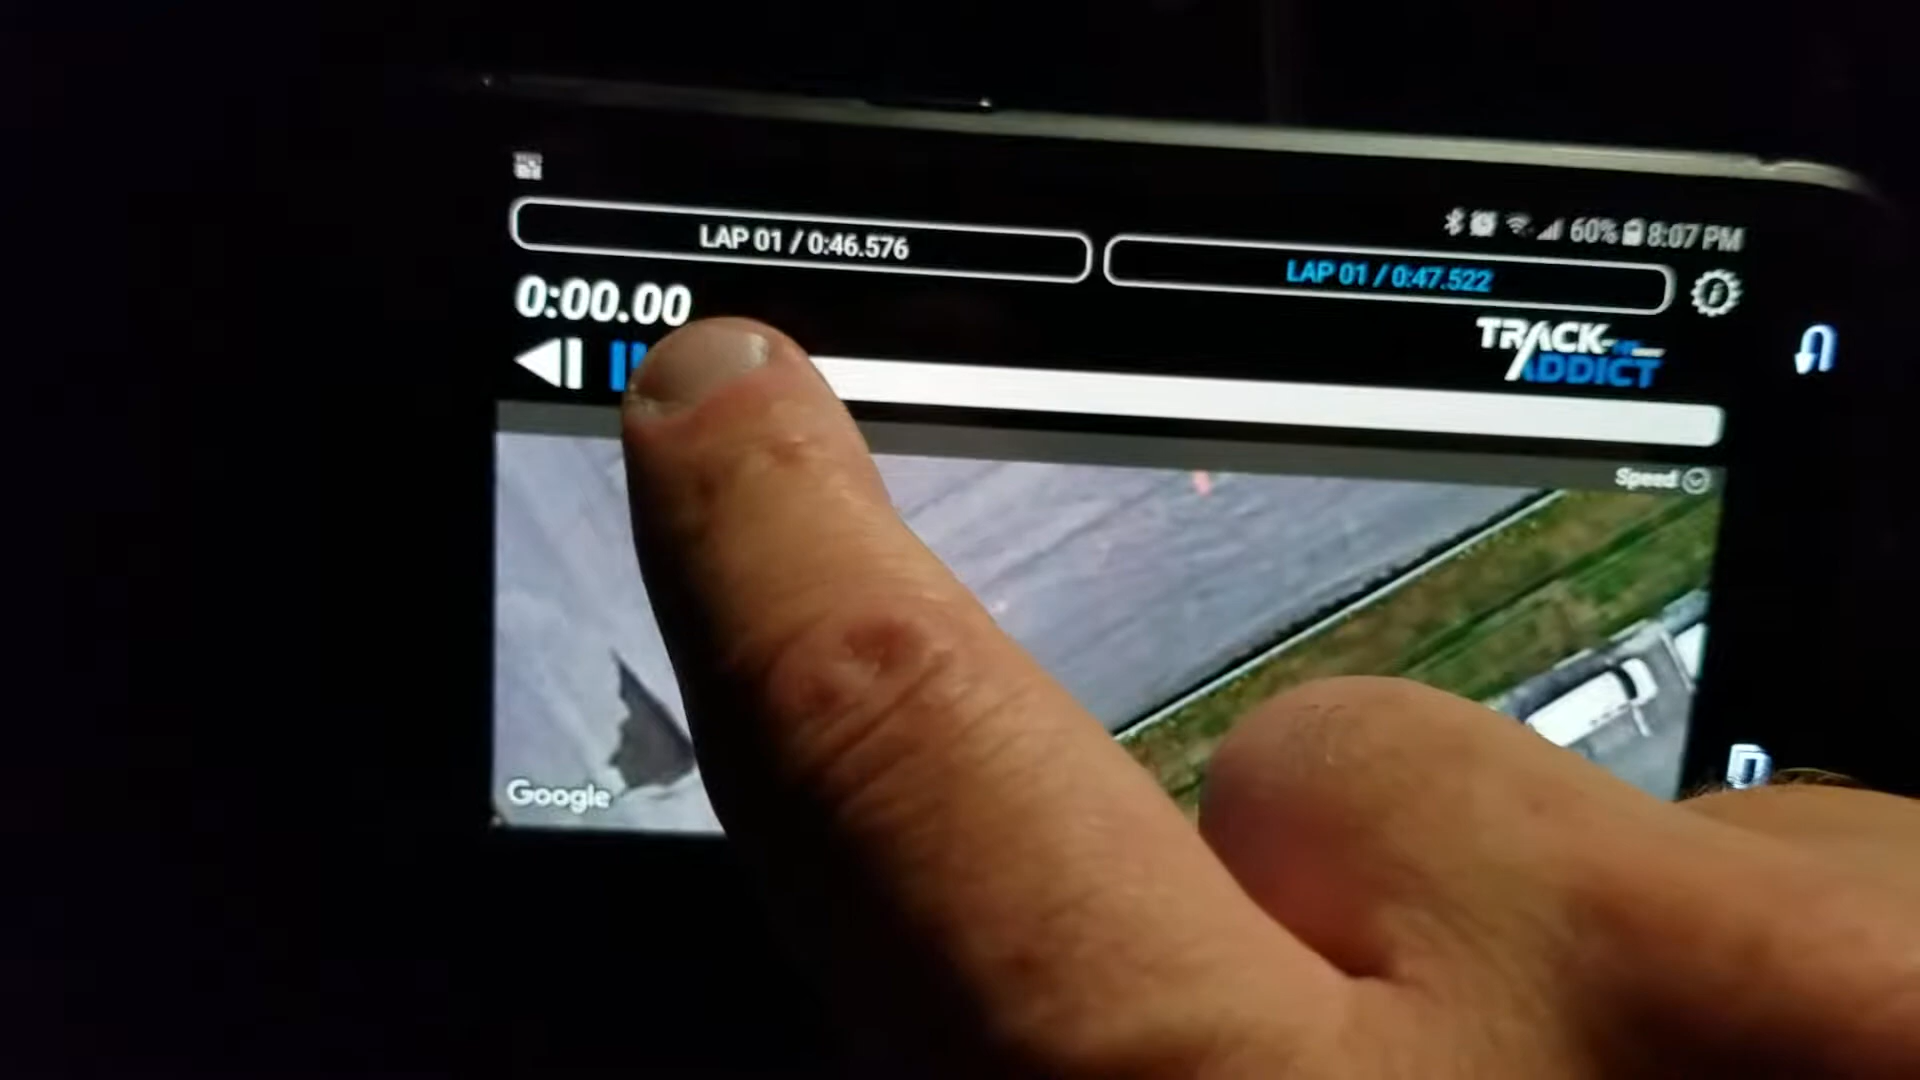 60% 8:07 PM
LAP 01 / 0:46.576
LAP 01 / 0:47.522
0:00.00
TRACK
ADDICT
Speed
Google